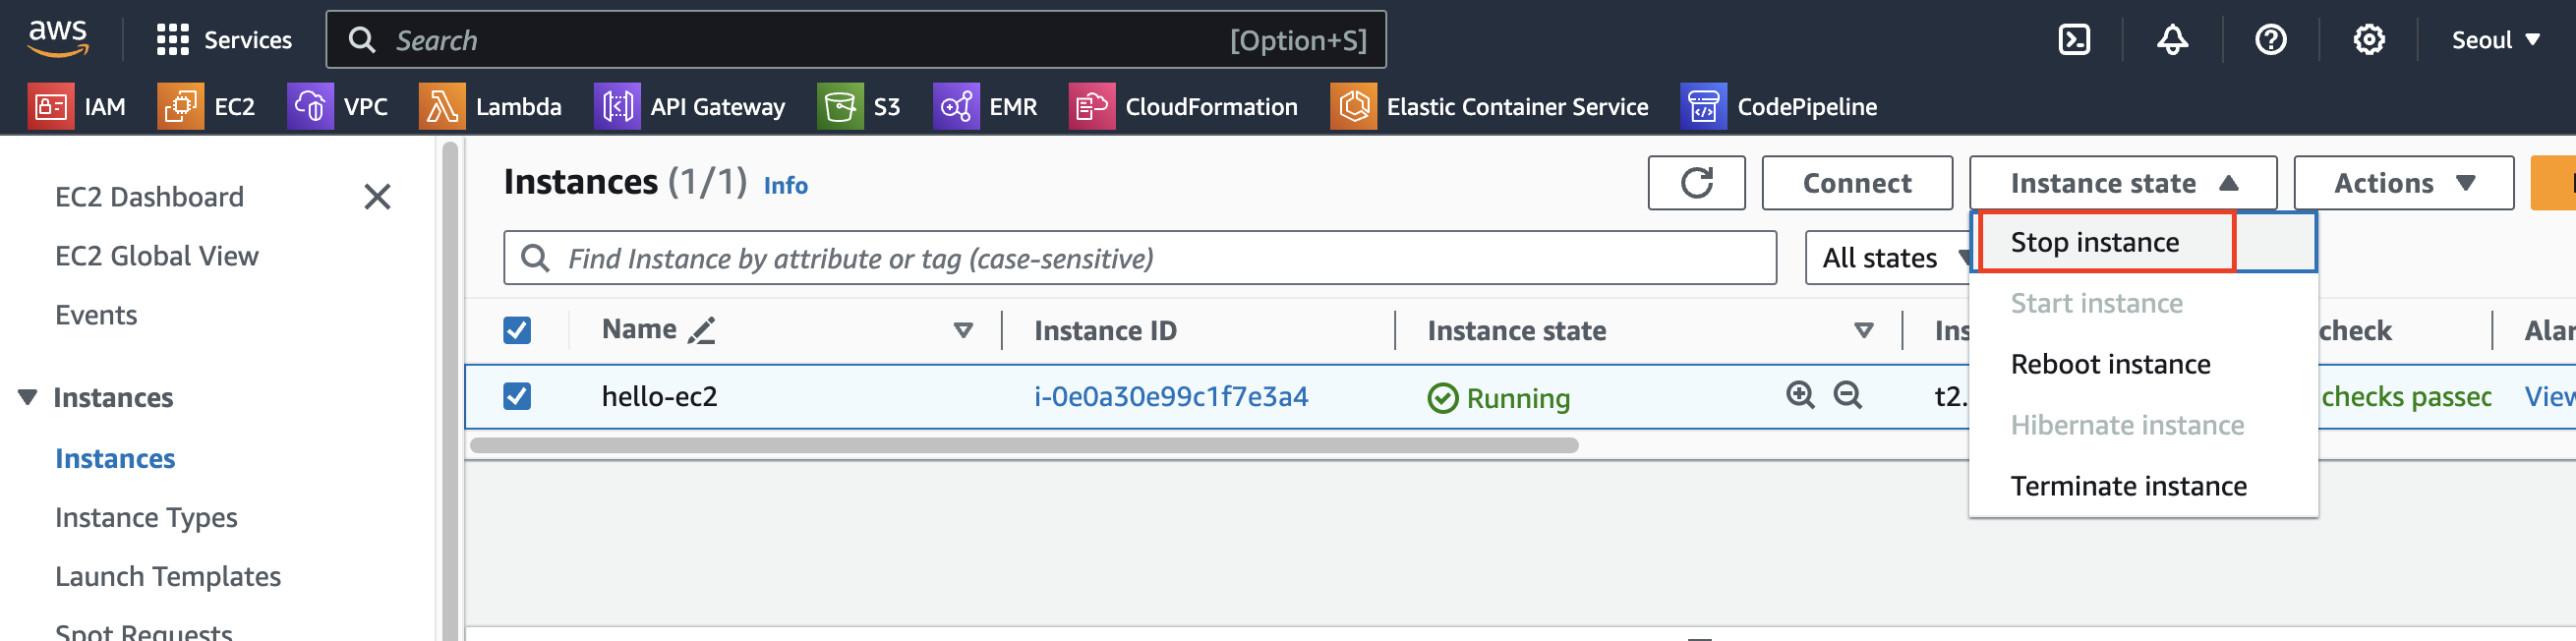 aws Services Search [Option+S] Seoul
IAM EC2 VPC Lambda API Gateway S3 EMR CloudFormation Elastic Container Service CodePipeline
EC2 Dashboard
EC2 Global View
Events
Instances
Instances
Instance Types
Launch Templates
Spot Requests
Instances (1/1) Info Connect Instance state Actions
Find Instance by attribute or tag (case-sensitive) All states
Stop instance
Start instance
Reboot instance
Hibernate instance
Terminate instance
Name Instance ID Instance state check
hello-ec2 i-0e0a30e99c1f7e3a4 Running t2. checks passed View